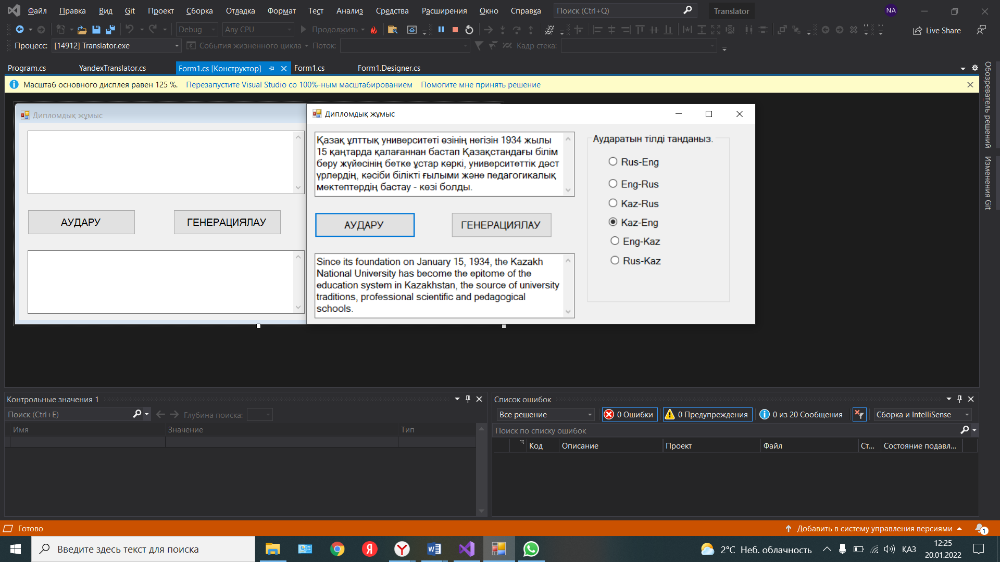 Файл Правка Вид Git Проект Сборка Отладка Формат Тест Анализ Средства Расширения Окно Справка Поиск (Ctrl+Q) Translator NA
Debug Any CPU Продолжить Live Share
Процесс: [14912] Translator.exe События жизненного цикла Поток: Кадр стека:
Program.cs YandexTranslator.cs Form1.cs [Конструктор] Form1.cs Form1.Designer.cs
Масштаб основного дисплея равен 125 %. Перезапустите Visual Studio со 100%-ным масштабированием Помогите мне принять решение
Обозреватель решений
Изменения Git
Дипломдық жұмыс
АУДАРУ ГЕНЕРАЦИЯЛАУ
Дипломдық жұмыс
Қазақ ұлттық университеті өзінің негізін 1934 жылы
15 қаңтарда қалағаннан бастап Қазақстандағы білім
беру жүйесінің бетке ұстар көркі, университеттік дәст
үрлердің, кәсіби білікті ғылыми және педагогикалық
мектептердің бастау - көзі болды.
АУДАРУ ГЕНЕРАЦИЯЛАУ
Since its foundation on January 15, 1934, the Kazakh
National University has become the epitome of the
education system in Kazakhstan, the source of university
traditions, professional scientific and pedagogical
schools.
Аударатын тілді танданыз.
Rus-Eng
Eng-Rus
Kaz-Rus
Kaz-Eng
Eng-Kaz
Rus-Kaz
Контрольные значения 1
Поиск (Ctrl+E) Глубина поиска:
Имя Значение Тип
Список ошибок
Все решение 0 Ошибки 0 Предупреждения 0 из 20 Сообщения Сборка и IntelliSense
Поиск по списку ошибок
Код Описание Проект Файл Ст... Состояние подавл...
Готово Добавить в систему управления версиями 1
Введите здесь текст для поиска
2°C Неб. облачность ҚАЗ 12:25
20.01.2022